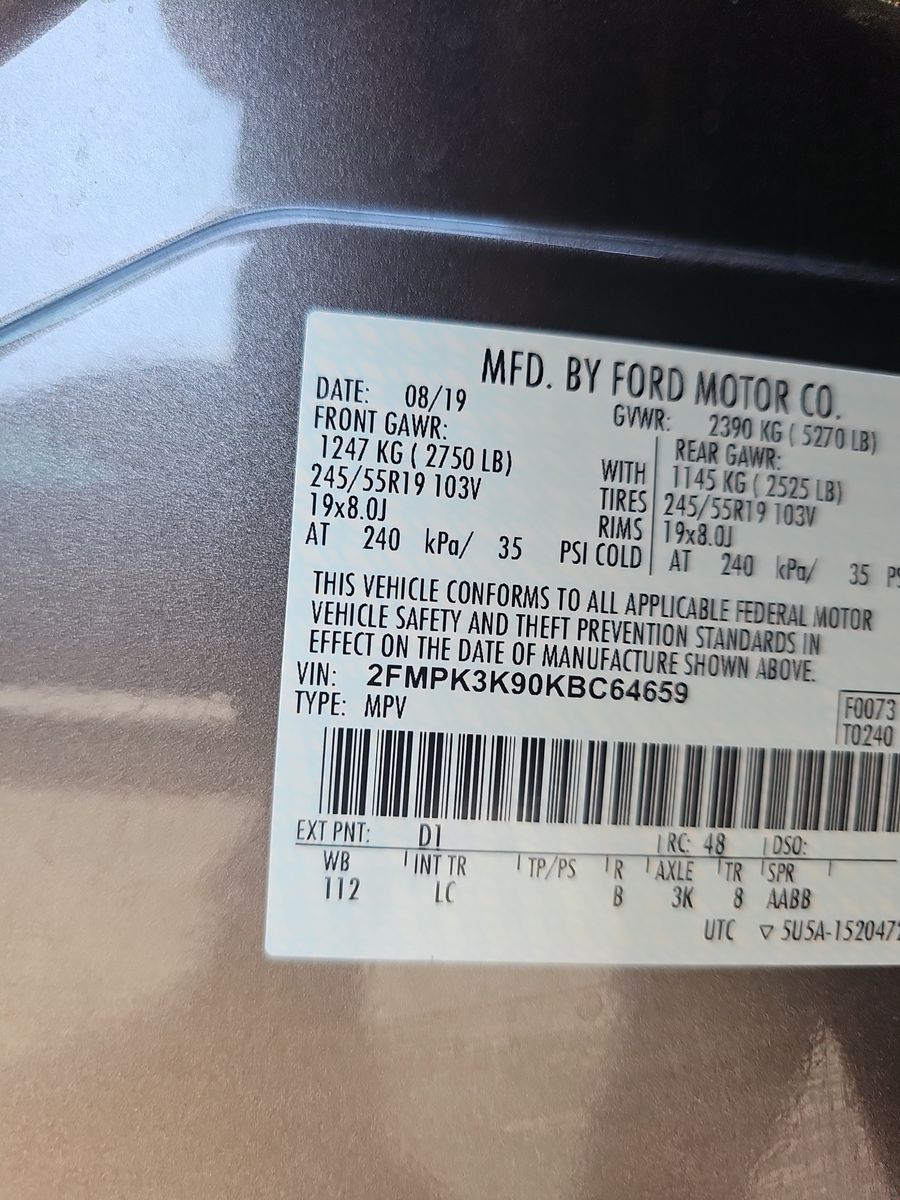 MFD. BY FORD MOTOR CO.
DATE: 08/19 GVWR: 2390 KG ( 5270 LB)
FRONT GAWR: REAR GAWR:
1247 KG ( 2750 LB) WITH 1145 KG ( 2525 LB)
245/55R19 103V TIRES 245/55R19 103V
19x8.0J RIMS 19x8.0J
AT 240 kPa/ 35 PSI COLD AT 240 kPa/ 35 PS
THIS VEHICLE CONFORMS TO ALL APPLICABLE FEDERAL MOTOR
VEHICLE SAFETY AND THEFT PREVENTION STANDARDS IN
EFFECT ON THE DATE OF MANUFACTURE SHOWN ABOVE.
VIN: 2FMPK3K90KBC64659
TYPE: MPV F0073
T0240
EXT PNT: D1 RC: 48 DSO:
WB INT TR TP/PS R AXLE TR SPR
112 LC B 3K 8 AABB
UTC ▽ 5U5A-1520472